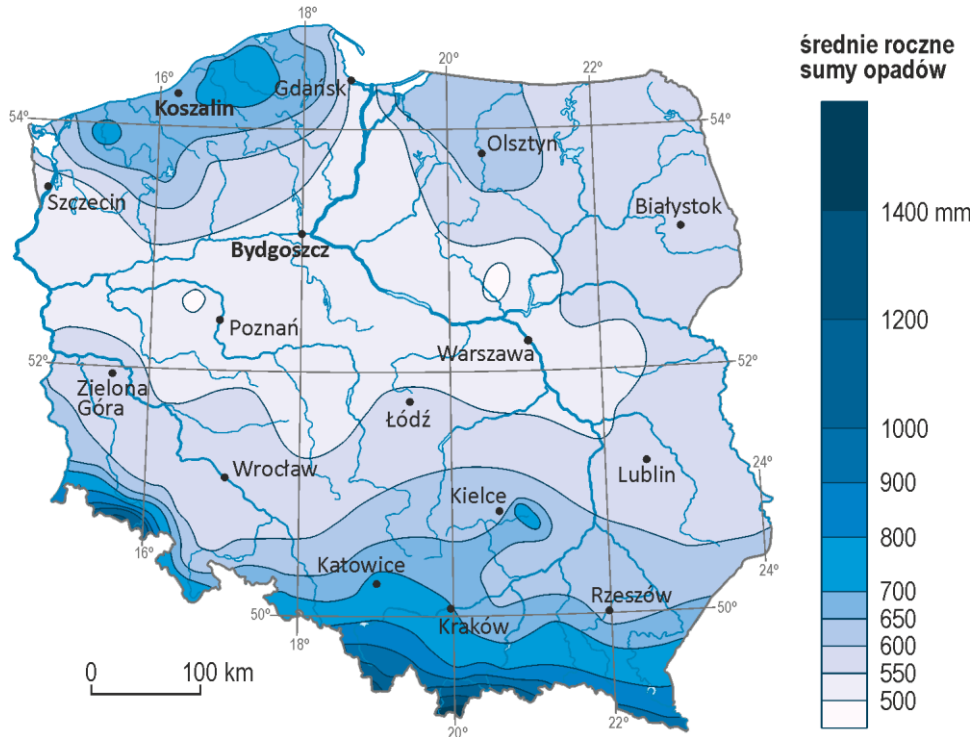 18°
20°
22°
średnie roczne
sumy opadów
16°
Gdańsk
Koszalin
54°
54°
Olsztyn
Szczecin
Białystok
1400 mm
Bydgoszcz
Poznań
1200
Warszawa
52°
52°
Zielona
Góra
Łódź
1000
Wrocław
Lublin
24°
900
Kielce
16°
800
24°
Katowice
700
Rzeszów
50°
650
50°
Kraków
18°
600
0
100 km
550
500
22°
20°